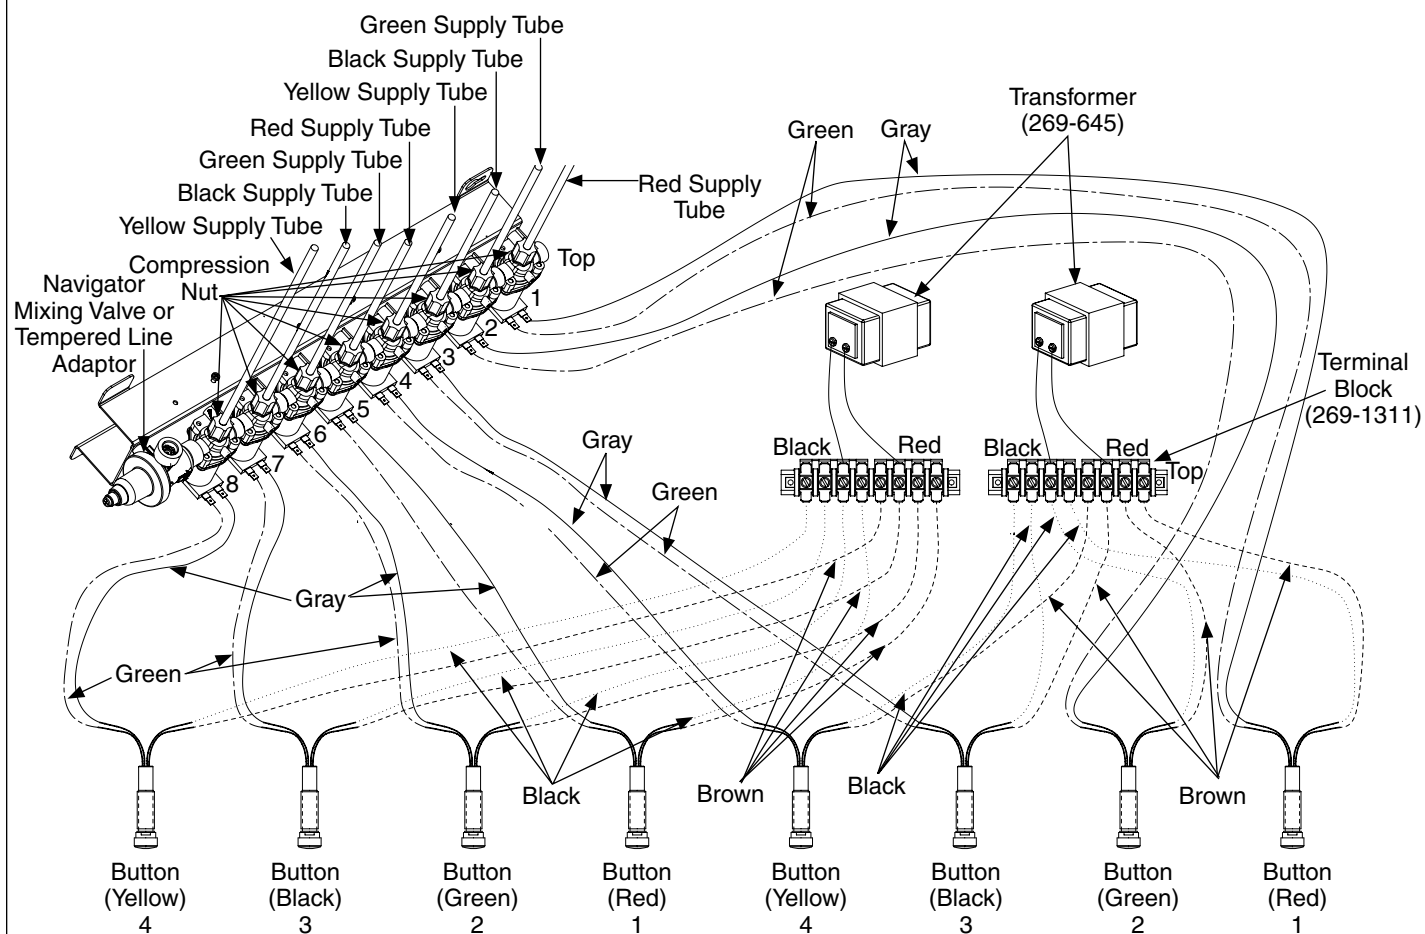 Green Supply Tube
Black Supply Tube
Yellow Supply Tube
Red Supply Tube
Green Supply Tube
Black Supply Tube
Yellow Supply Tube
Red Supply
Tube
Compression
Nut
Navigator
Mixing Valve or
Tempered Line
Adaptor
Top
1
2
3
4
5
6
7
8
Green
Gray
Transformer
(269-645)
Terminal
Block
(269-1311)
Black
Red
Black
Red
Top
Gray
Green
Gray
Green
Black
Brown
Black
Brown
Button
(Yellow)
4
Button
(Black)
3
Button
(Green)
2
Button
(Red)
1
Button
(Yellow)
4
Button
(Black)
3
Button
(Green)
2
Button
(Red)
1